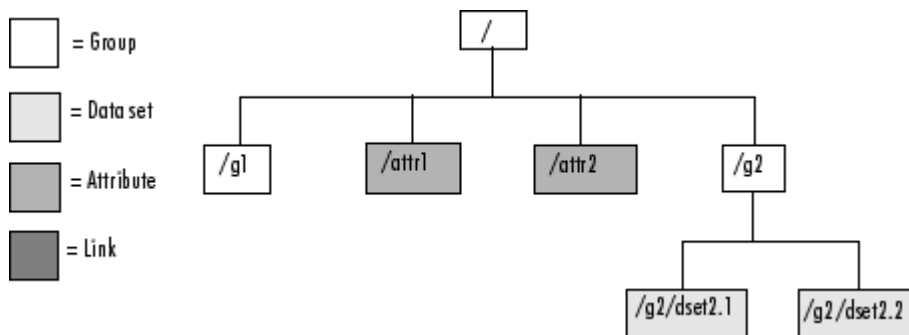 /
= Group
= Data set
/g1
/attr1
/attr2
/g2
= Attribute
= Link
/g2/dset2.1
/g2/dset2.2